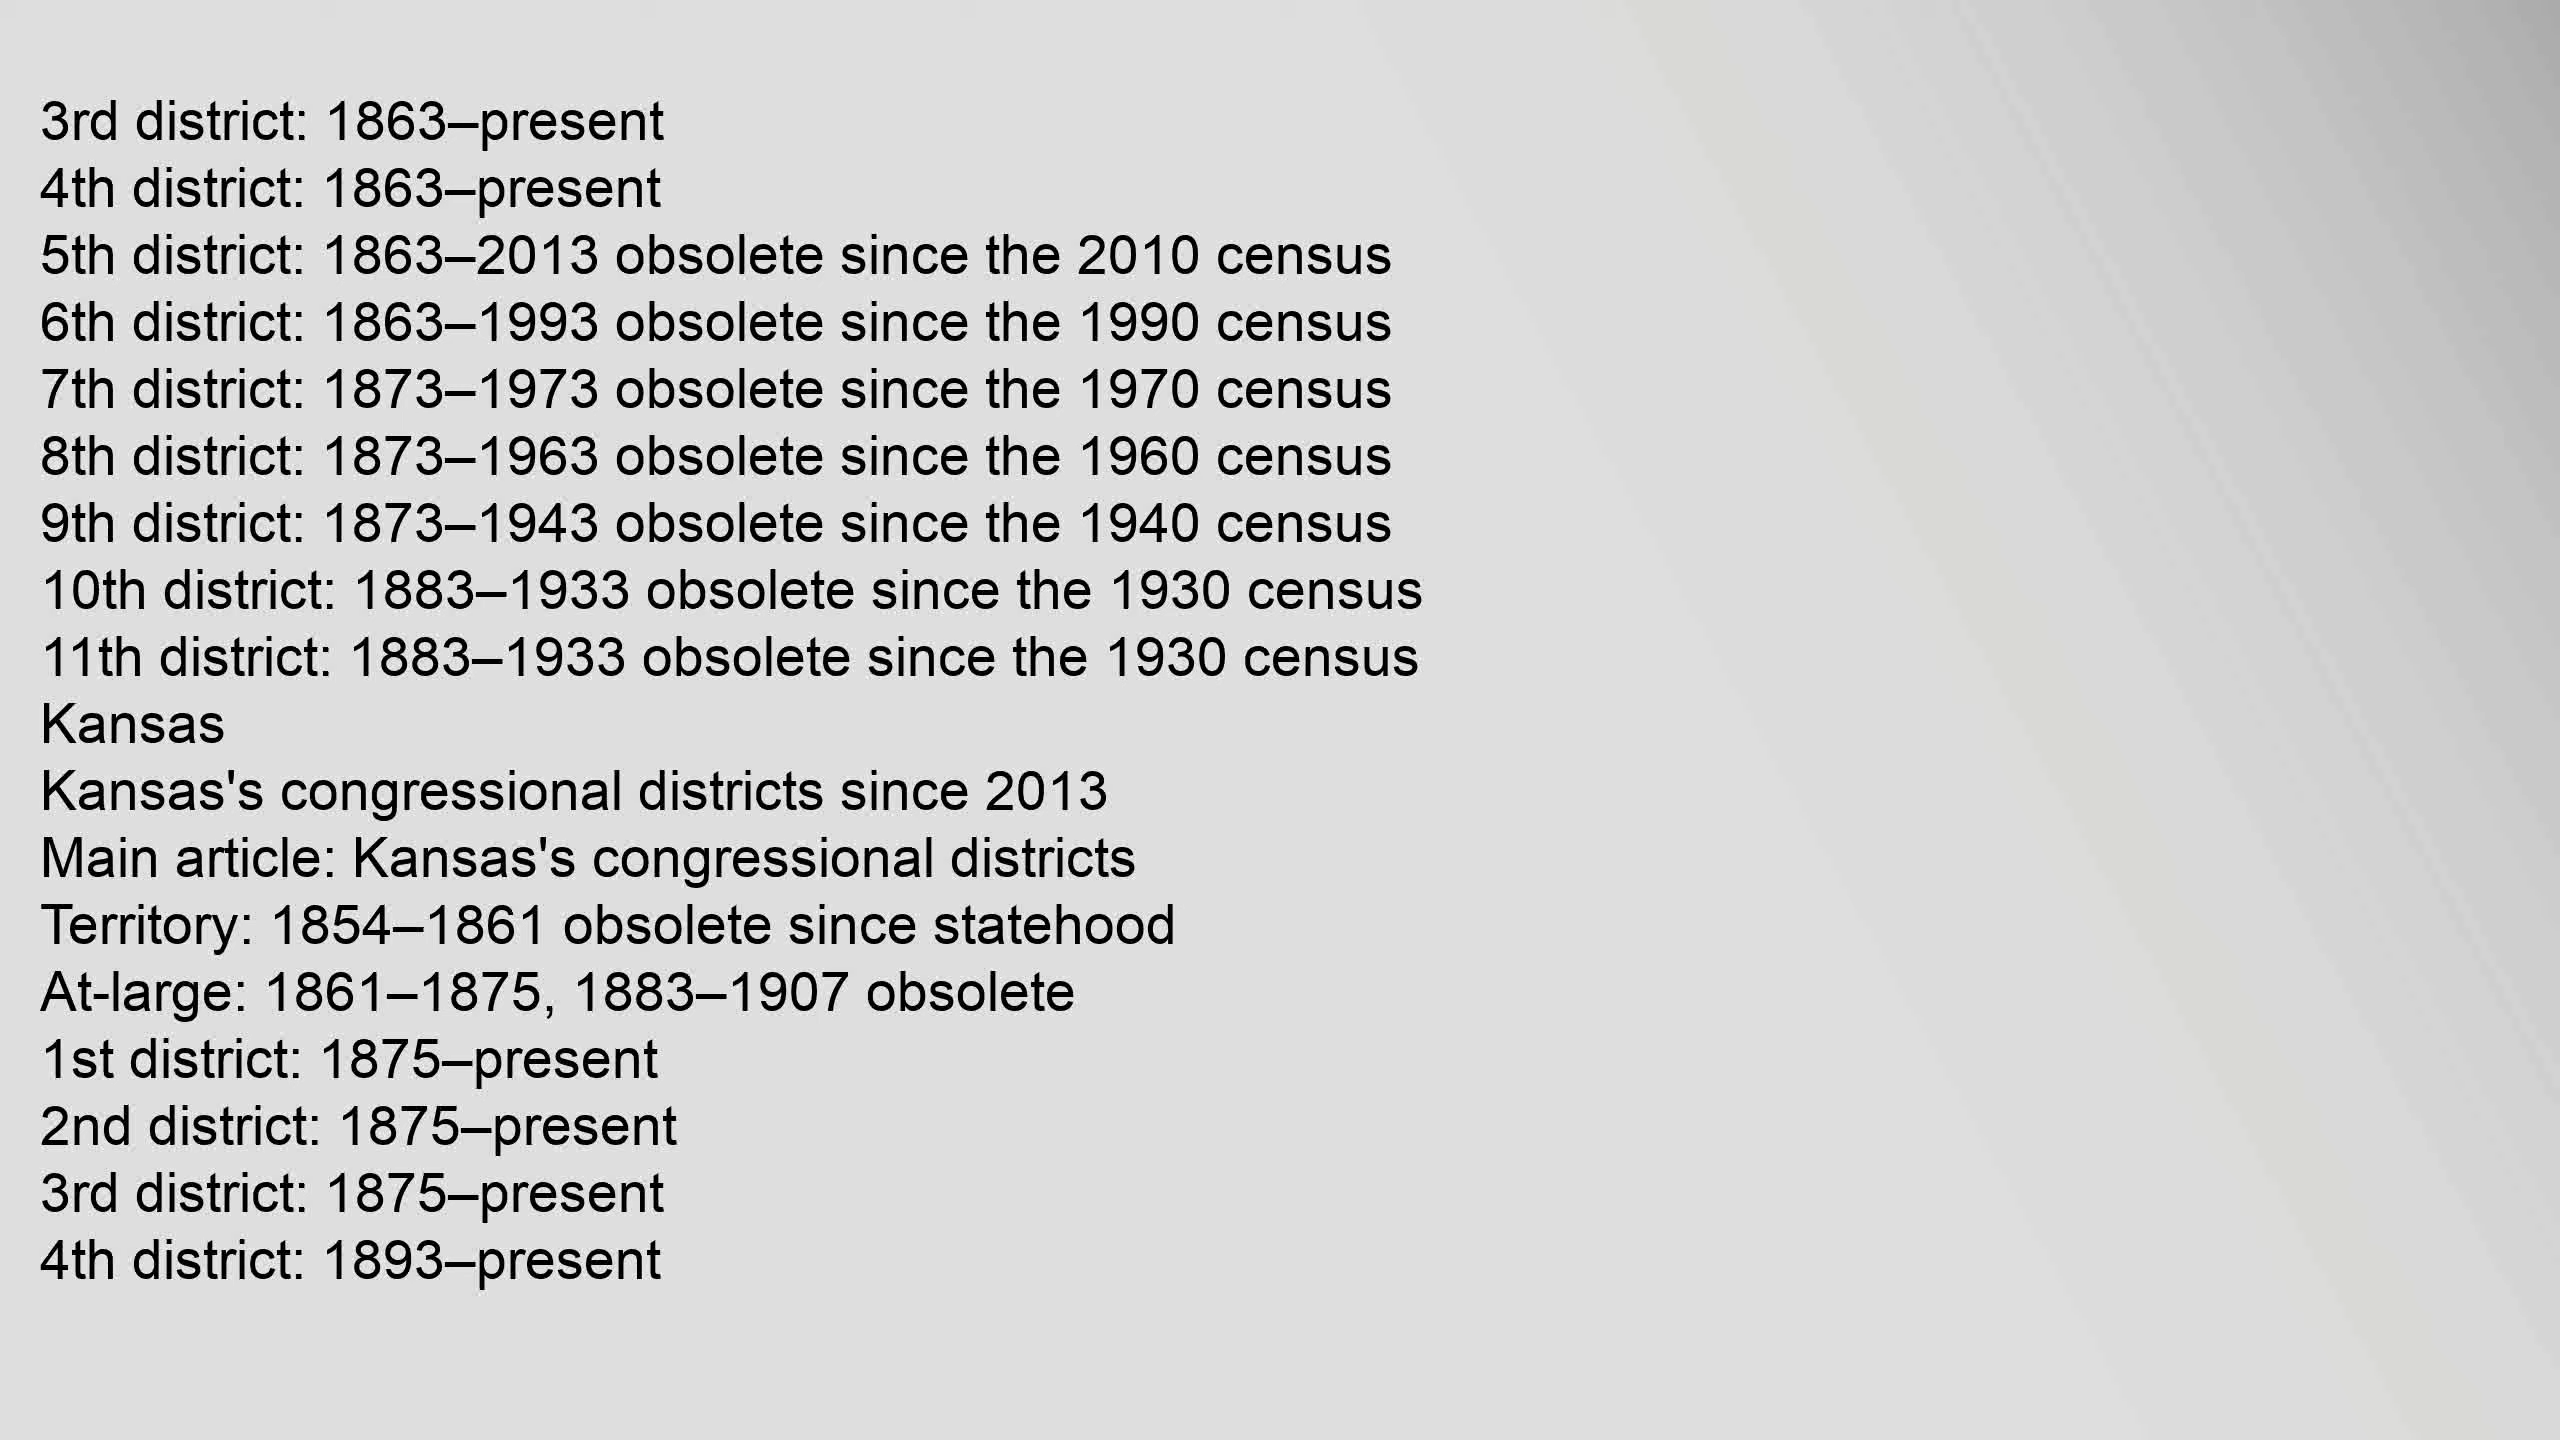 3rd district: 1863–present
4th district: 1863–present
5th district: 1863–2013 obsolete since the 2010 census
6th district: 1863–1993 obsolete since the 1990 census
7th district: 1873–1973 obsolete since the 1970 census
8th district: 1873–1963 obsolete since the 1960 census
9th district: 1873–1943 obsolete since the 1940 census
10th district: 1883–1933 obsolete since the 1930 census
11th district: 1883–1933 obsolete since the 1930 census
Kansas
Kansas's congressional districts since 2013
Main article: Kansas's congressional districts
Territory: 1854–1861 obsolete since statehood
At-large: 1861–1875, 1883–1907 obsolete
1st district: 1875–present
2nd district: 1875–present
3rd district: 1875–present
4th district: 1893–present